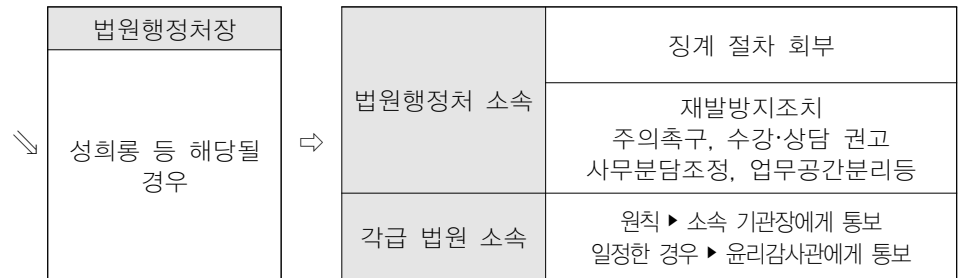 법원행정처장
성희롱 등 해당될
경우
법원행정처 소속
징계 절차 회부
재발방지조치
주의촉구, 수강·상담 권고
사무분담조정, 업무공간분리등
각급 법원 소속
원칙 ▶ 소속 기관장에게 통보
일정한 경우 ▶ 윤리감사관에게 통보